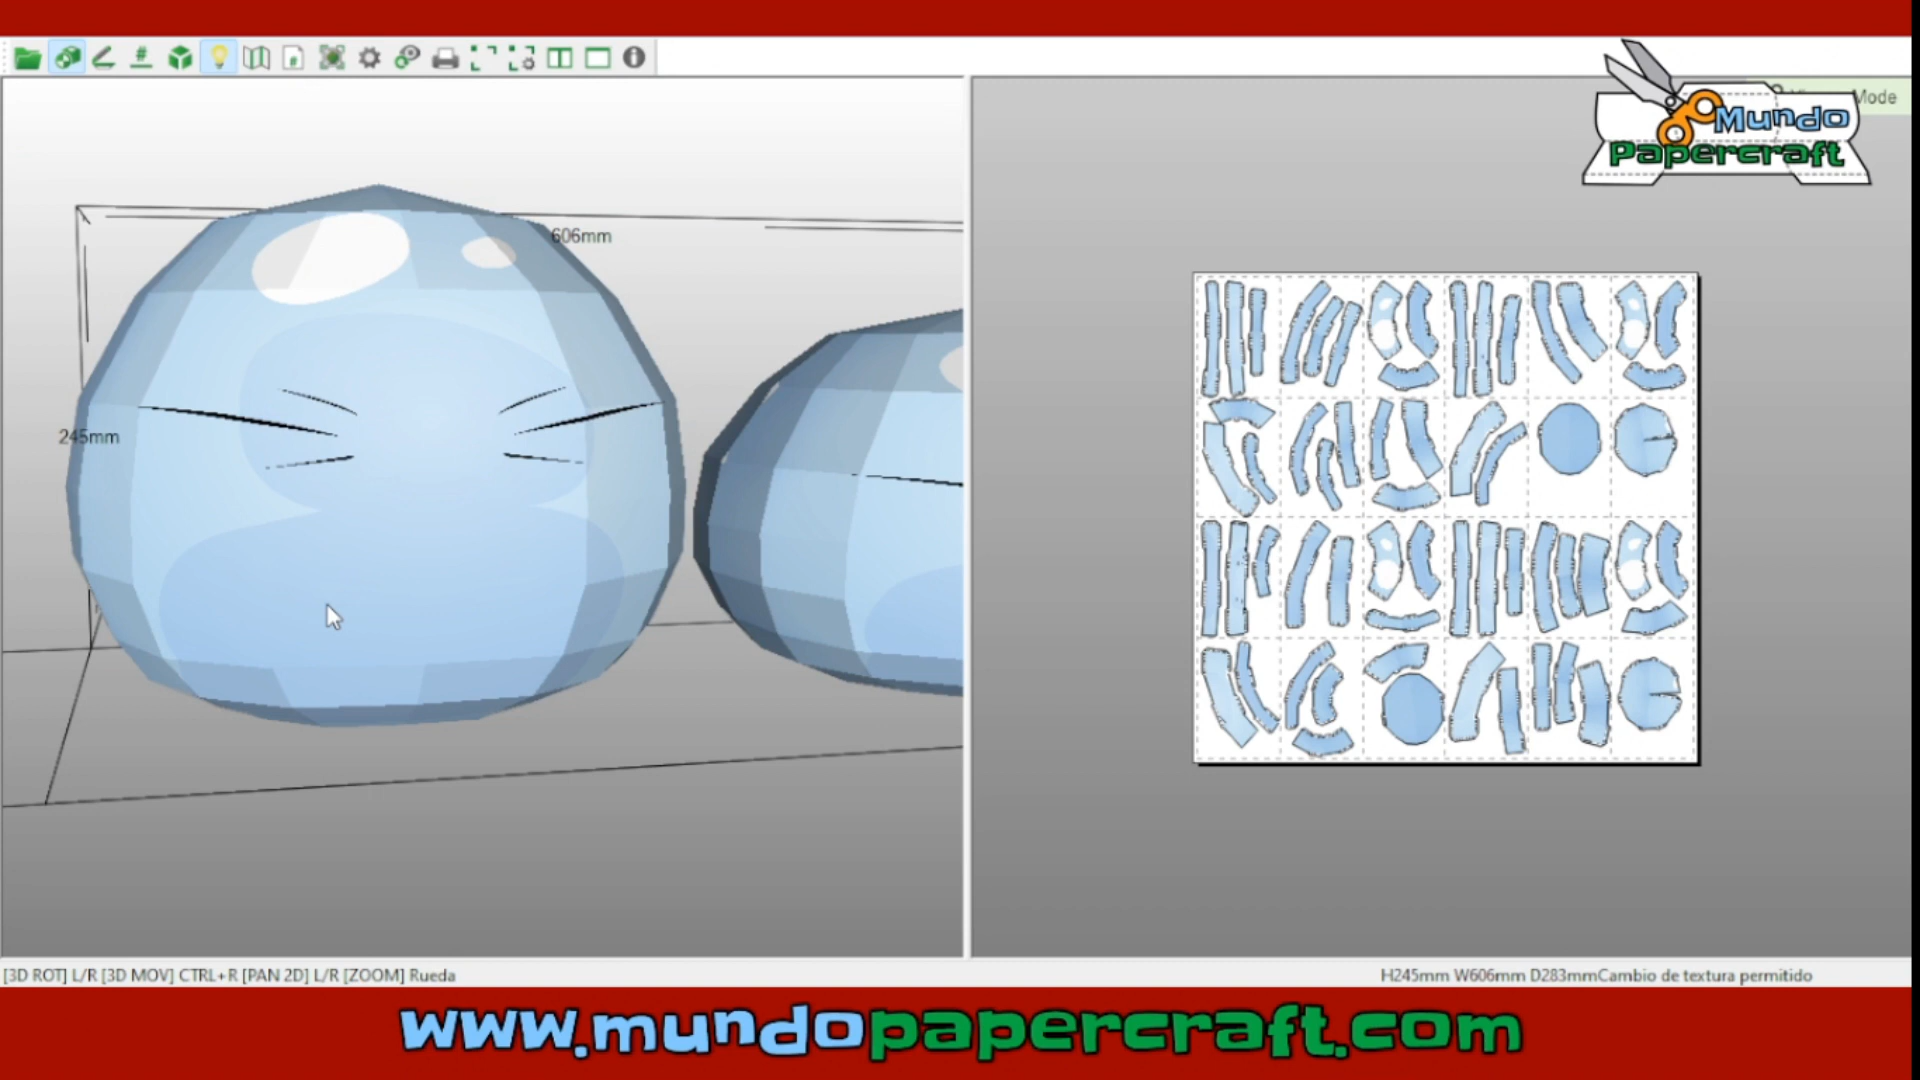 Mundo
Papercraft
Mode
606mm
245mm
[3D ROT] L/R [3D MOV] CTRL+R [PAN 2D] L/R [ZOOM] Rueda
H245mm W606mm D283mmCambio de textura permitido
www.mundopapercraft.com